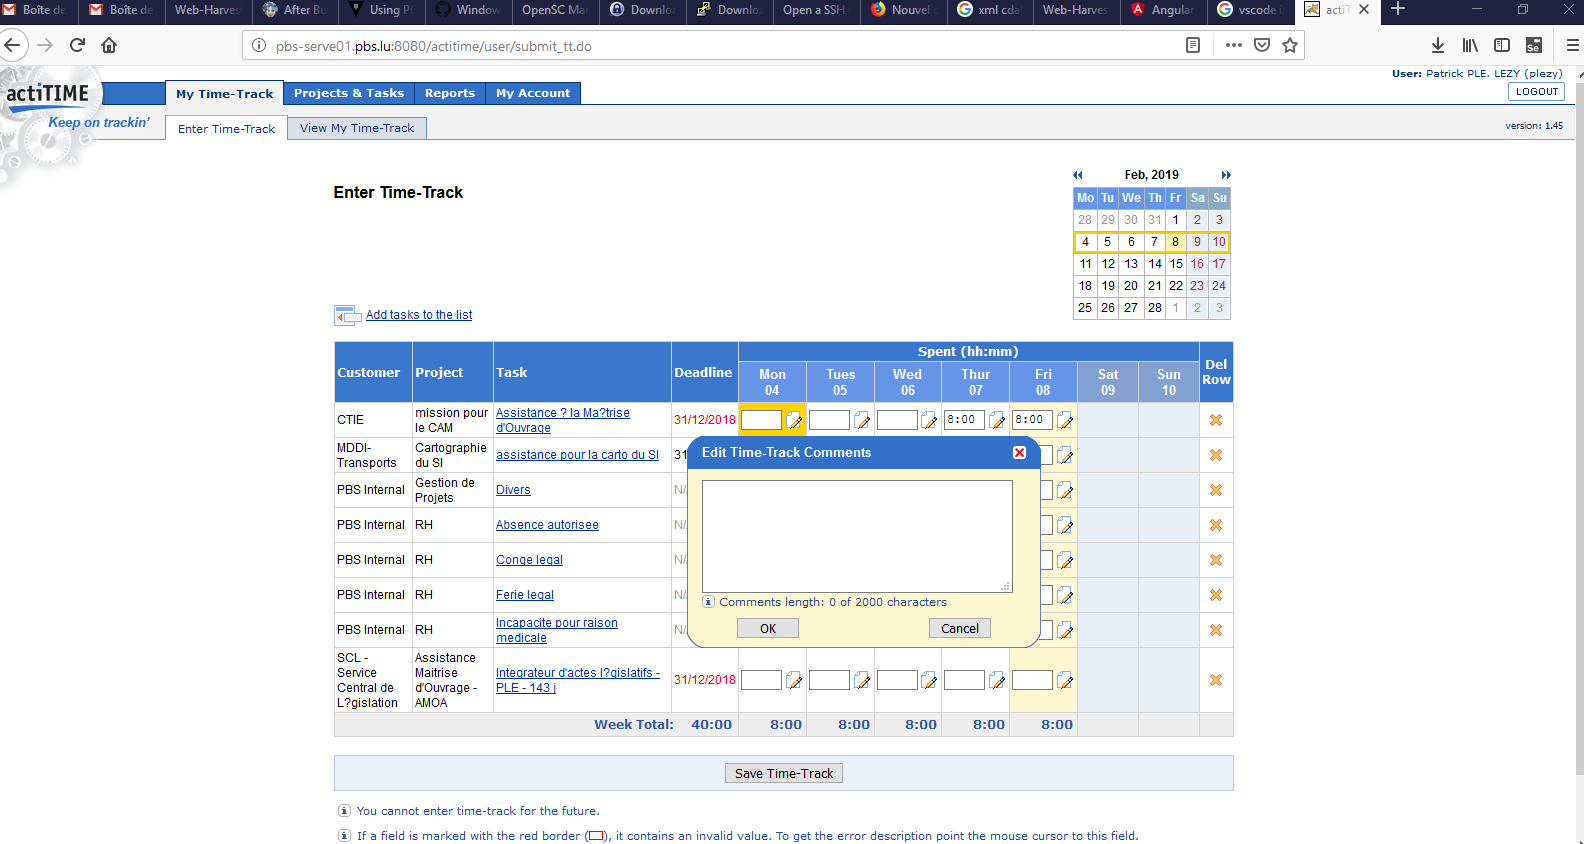 Boîte de
Boîte de
Web-Harves
After Bu
Using PC
Window
OpenSC Mar
Downloa
Downloa
Open a SSH
Nouvel
xml cda
Web-Harves
Angular
vscode
actiT
pbs-serve01.pbs.lu:8080/actitime/user/submit_tt.do
User: Patrick PLE. LEZY (plezy)
LOGOUT
actiTIME
Keep on trackin'
My Time-Track
Projects & Tasks
Reports
My Account
Enter Time-Track
View My Time-Track
version: 1.45
Enter Time-Track
Feb, 2019
Mo Tu We Th Fr Sa Su
28 29 30 31 1 2 3
4 5 6 7 8 9 10
11 12 13 14 15 16 17
18 19 20 21 22 23 24
25 26 27 28 1 2 3
Add tasks to the list
Customer
Project
Task
Deadline
Spent (hh:mm)
Mon 04
Tues 05
Wed 06
Thur 07
Fri 08
Sat 09
Sun 10
Del Row
CTIE
mission pour
le CAM
Assistance ? la Ma?trise
d'Ouvrage
31/12/2018
8:00
8:00
MDDI-
Transports
Cartographie
du SI
assistance pour la carto du SI
31
PBS Internal
Gestion de
Projets
Divers
N/
PBS Internal
RH
Absence autorisee
N/
PBS Internal
RH
Conge legal
N/
PBS Internal
RH
Ferie legal
N/
PBS Internal
RH
Incapacite pour raison
medicale
N/
SCL -
Service
Central de
L?gislation
Assistance
Maitrise
d'Ouvrage -
AMOA
Integrateur d'actes l?gislatifs -
PLE - 143 j
31/12/2018
Week Total: 40:00 8:00 8:00 8:00 8:00 8:00
Edit Time-Track Comments
Comments length: 0 of 2000 characters
OK
Cancel
Save Time-Track
You cannot enter time-track for the future.
If a field is marked with the red border ( ), it contains an invalid value. To get the error description point the mouse cursor to this field.